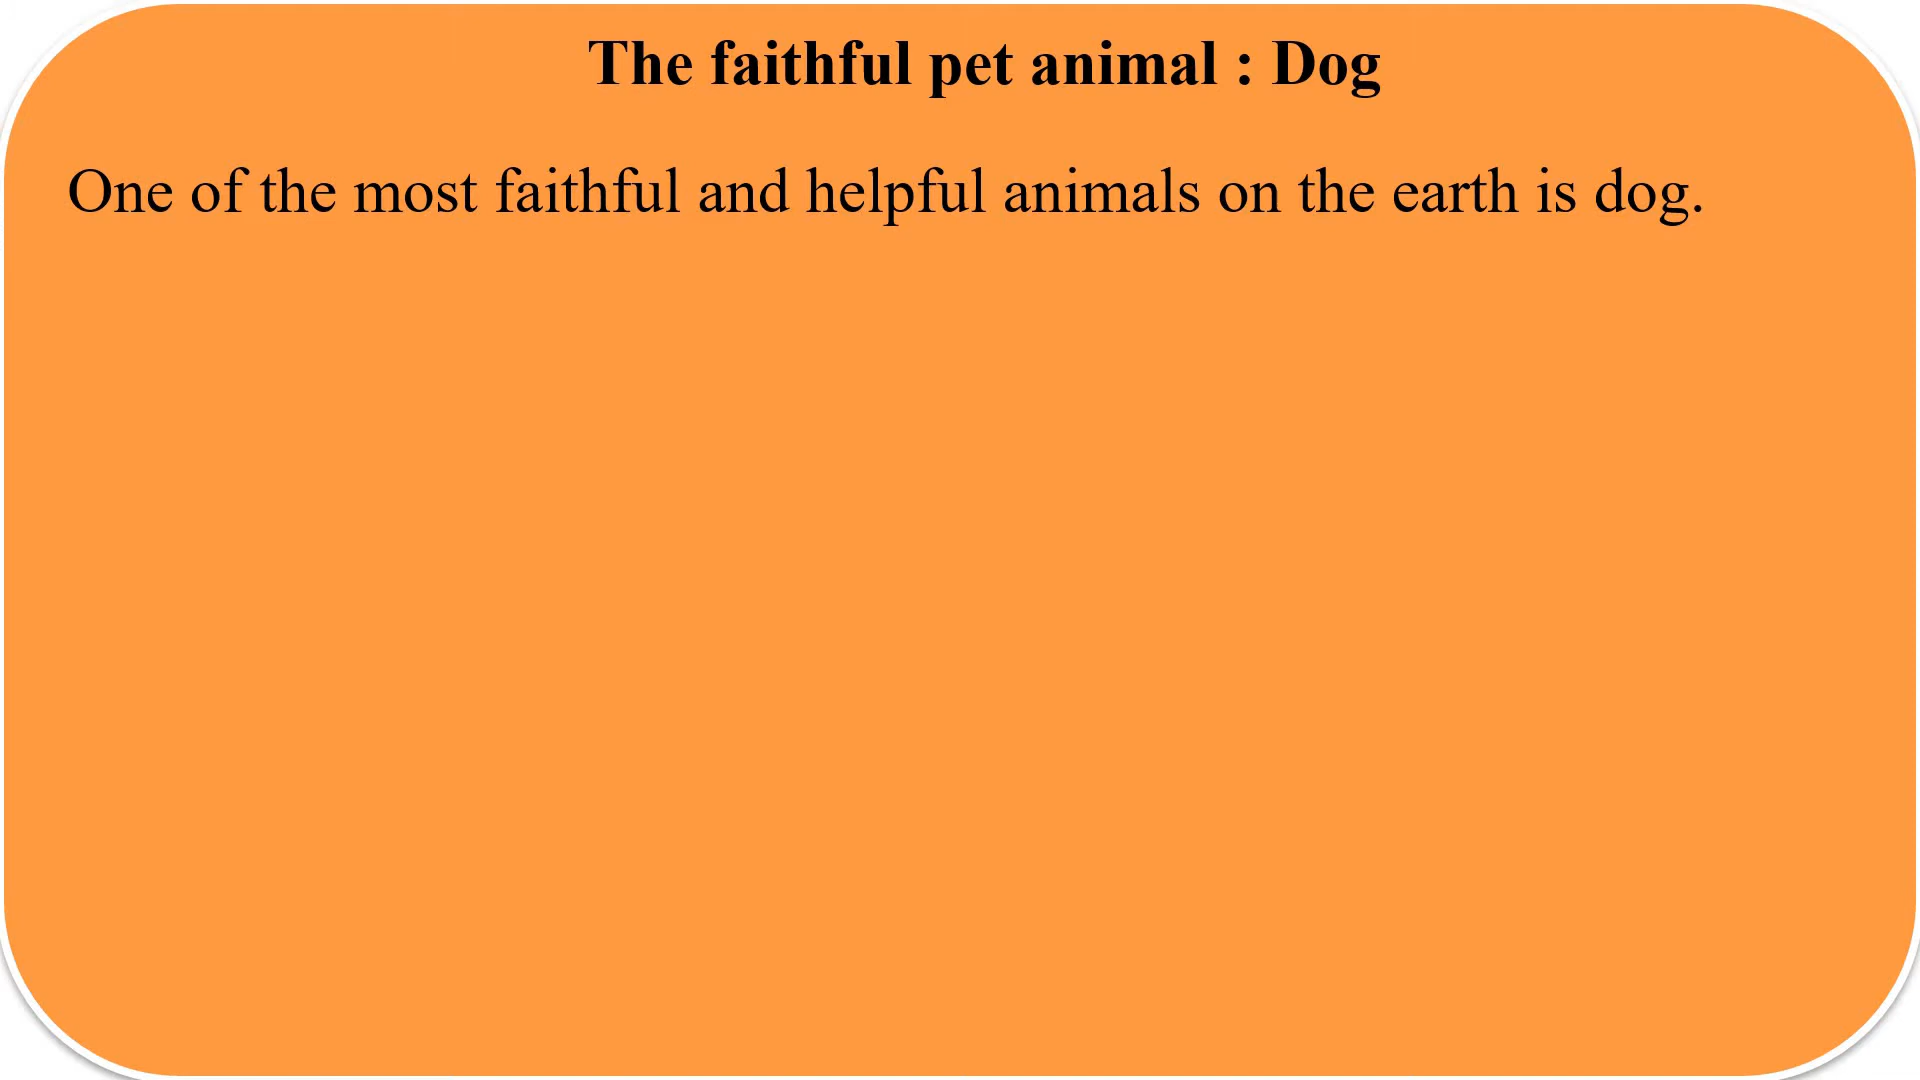 The faithful pet animal : Dog
One of the most faithful and helpful animals on the earth is dog.